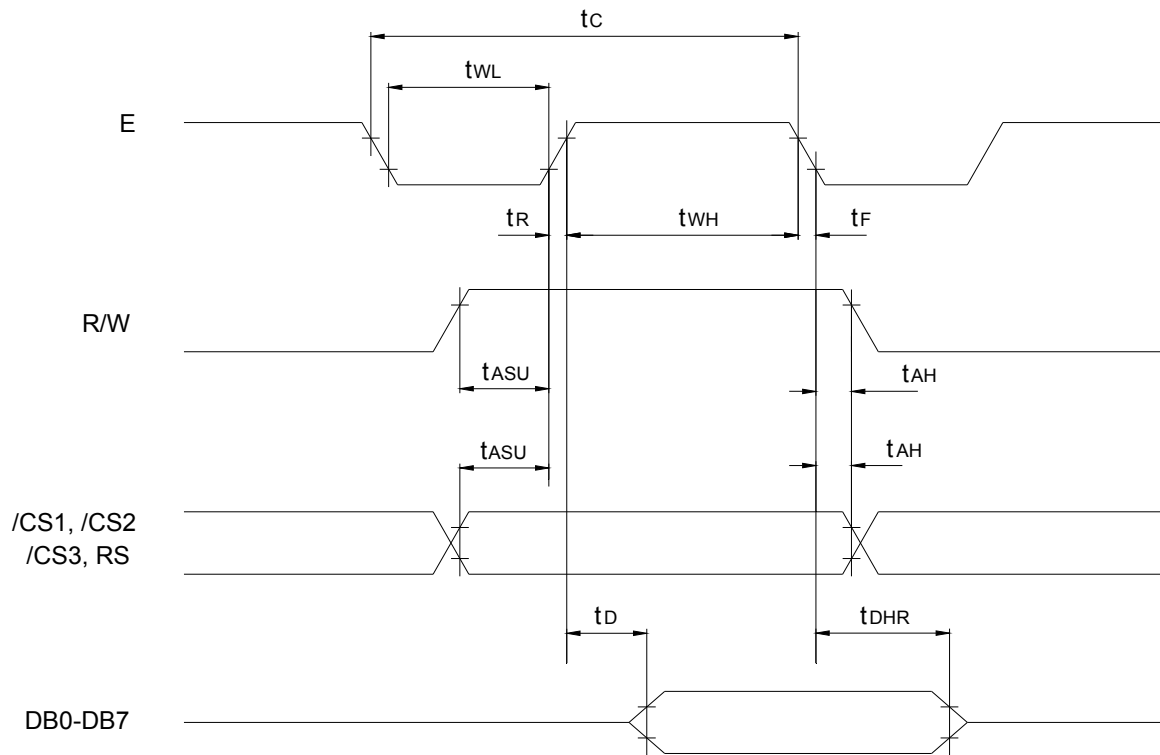 tC
tWL
E
tR
tWH
tF
R/W
tASU
tAH
tASU
tAH
/CS1, /CS2
/CS3, RS
tD
tDHR
DB0-DB7